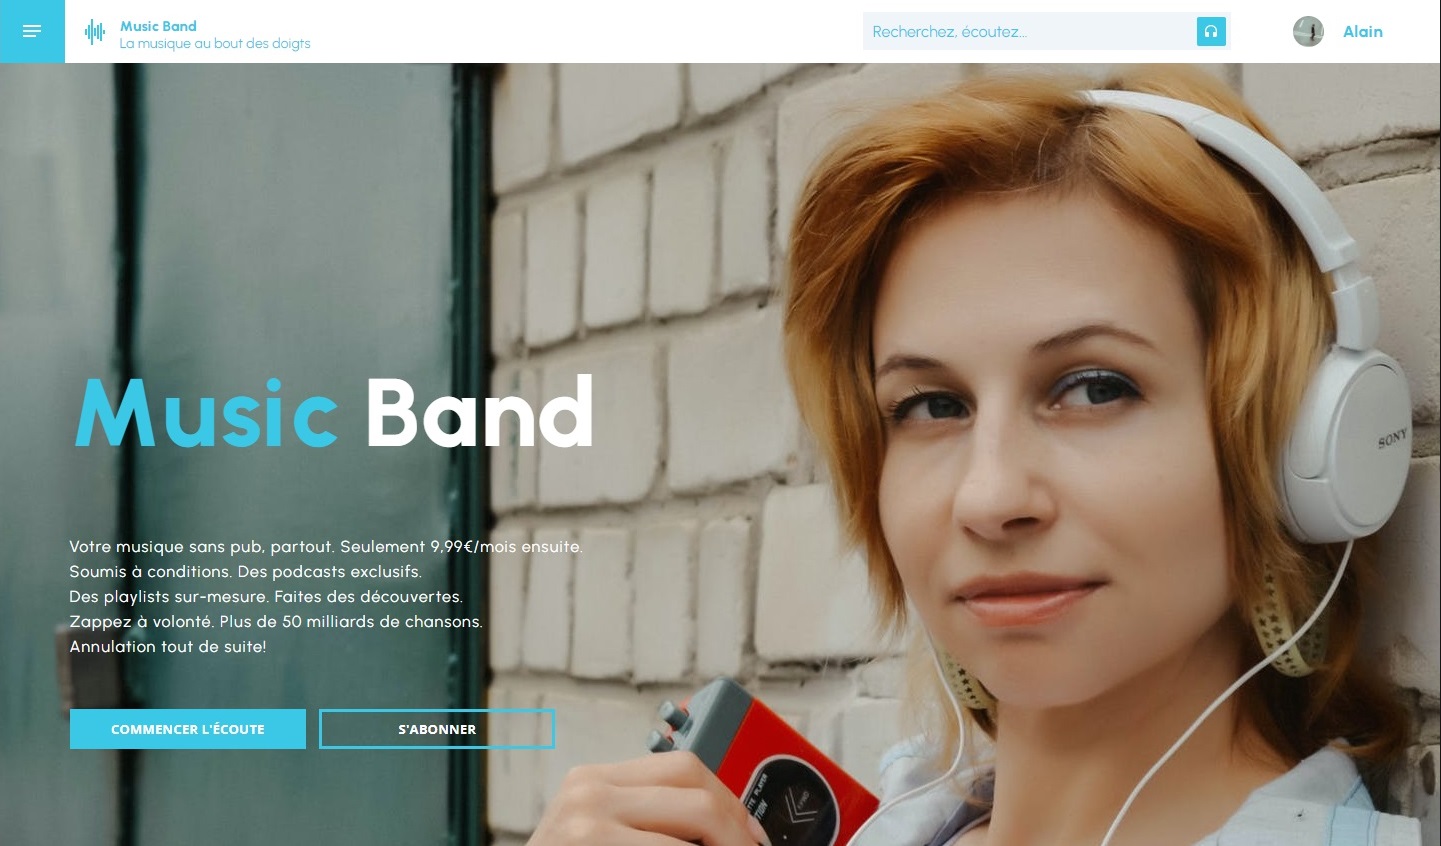 Music Band
La musique au bout des doigts
Recherchez, écoutez...
Alain
SONY
Music Band
Votre musique sans pub, partout. Seulement 9,99€/mois ensuite.
Soumis à conditions. Des podcasts exclusifs.
Des playlists sur-mesure. Faites des découvertes.
Zappez à volonté. Plus de 50 milliards de chansons.
Annulation tout de suite!
COMMENCER L'ÉCOUTE
S'ABONNER
PLAYER